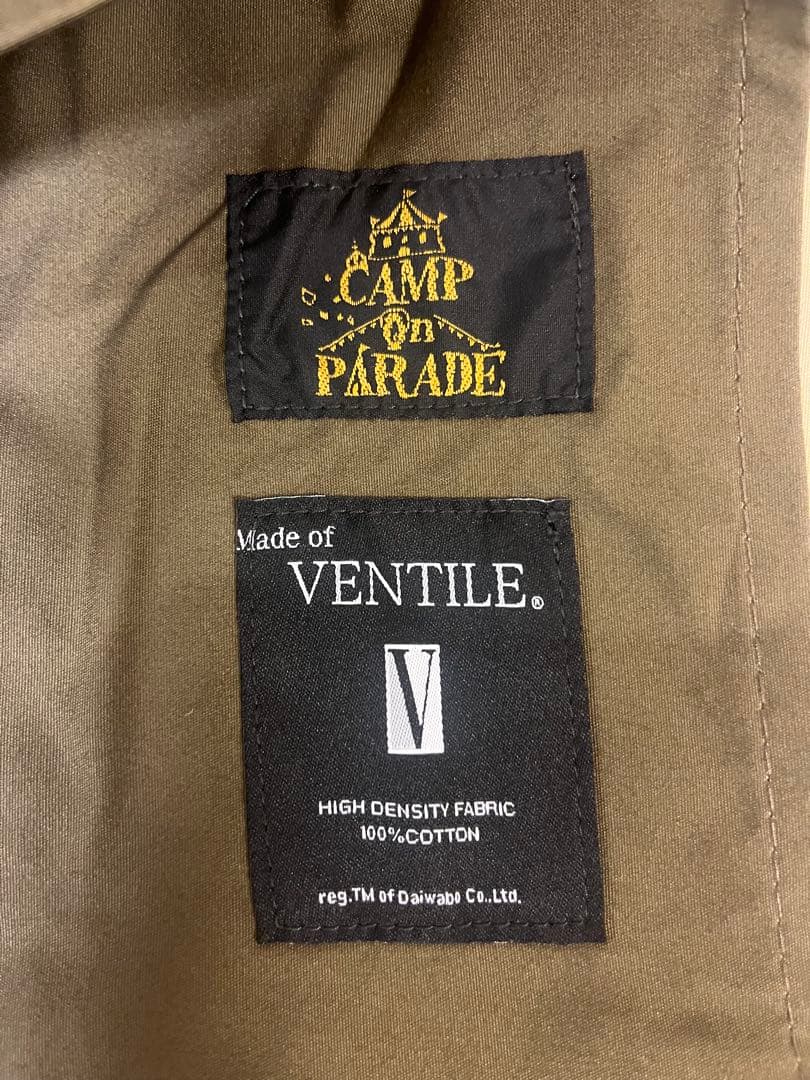 CAMP
On
PARADE
Made of
VENTILE®
V
HIGH DENSITY FABRIC
100%COTTON
reg.TM of Daiwabo Co.,Ltd.